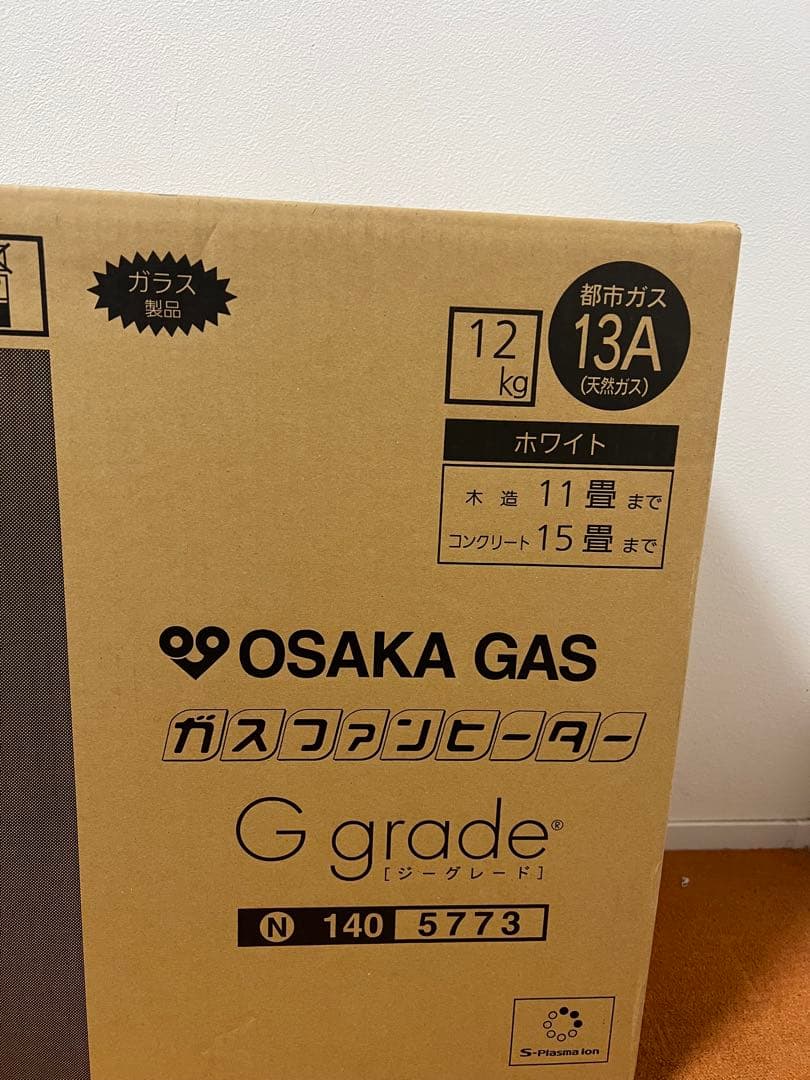 ガラス
製品
12
kg
都市ガス
13A
(天然ガス)
ホワイト
木造 11畳まで
コンクリート 15畳まで
OSAKA GAS
ガスファンヒーター
G grade®
[ジーグレード]
N 140 5773
S-Plasma Ion